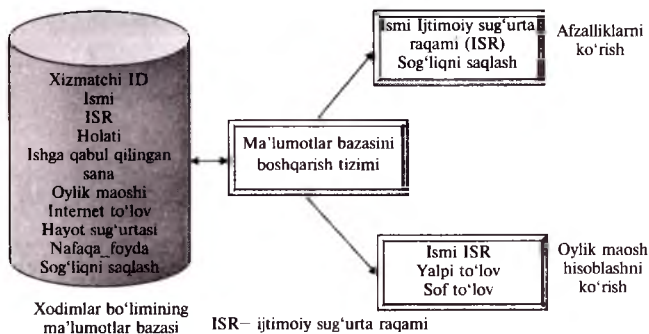 Xizmatchi ID
Ismi
ISR
Holati
Ishga qabul qilingan
sana
Oylik maoshi
Internet to‘lov
Hayot sug‘urtasi
Nafaqa_foyda
Sog‘liqni saqlash
Xodimlar bo‘limining
ma’lumotlar bazasi
Ma’lumotlar bazasini
boshqarish tizimi
Ismi Ijtimoiy sug‘urta
raqami (ISR)
Sog‘liqni saqlash
Afzalliklarni
ko‘rish
Ismi ISR
Yalpi to‘lov
Sof to‘lov
Oylik maosh
hisoblashni
ko‘rish
ISR– ijtimoiy sug‘urta raqami